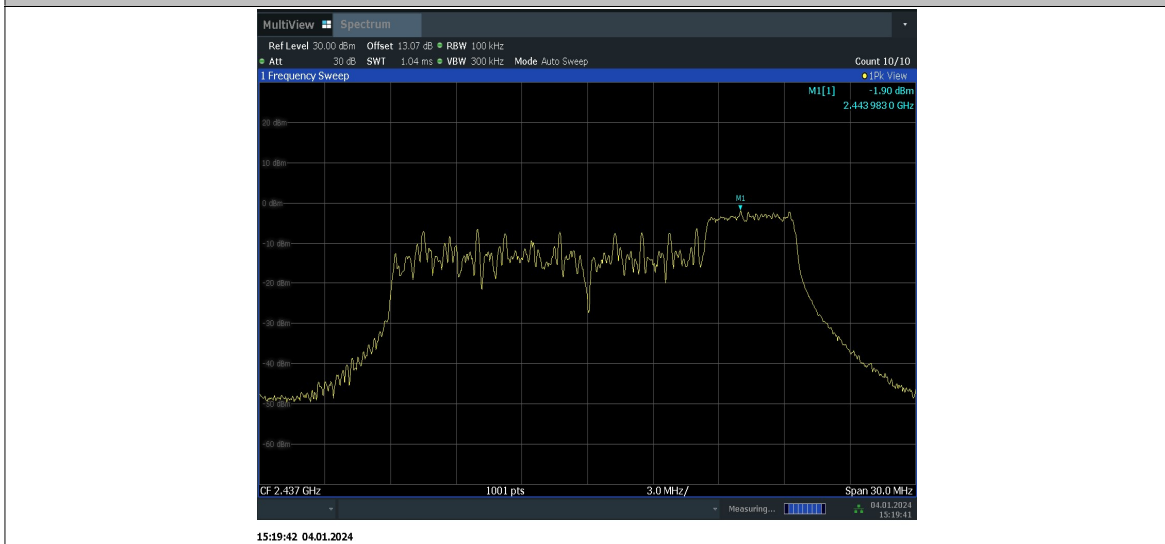 MultiView Spectrum
Ref Level 30.00 dBm Offset 13.07 dB RBW 100 kHz
Att 30 dB SWT 1.04 ms VBW 300 kHz Mode Auto Sweep Count 10/10
1 Frequency Sweep 1Pk View
M1[1] -1.90 dBm
2.443 983 0 GHz
20 dBm
10 dBm
M1
0 dBm
-10 dBm
-20 dBm
-30 dBm
-40 dBm
-50 dBm
-60 dBm
CF 2.437 GHz 1001 pts 3.0 MHz/ Span 30.0 MHz
Measuring... 04.01.2024
15:19:41
15:19:42 04.01.2024